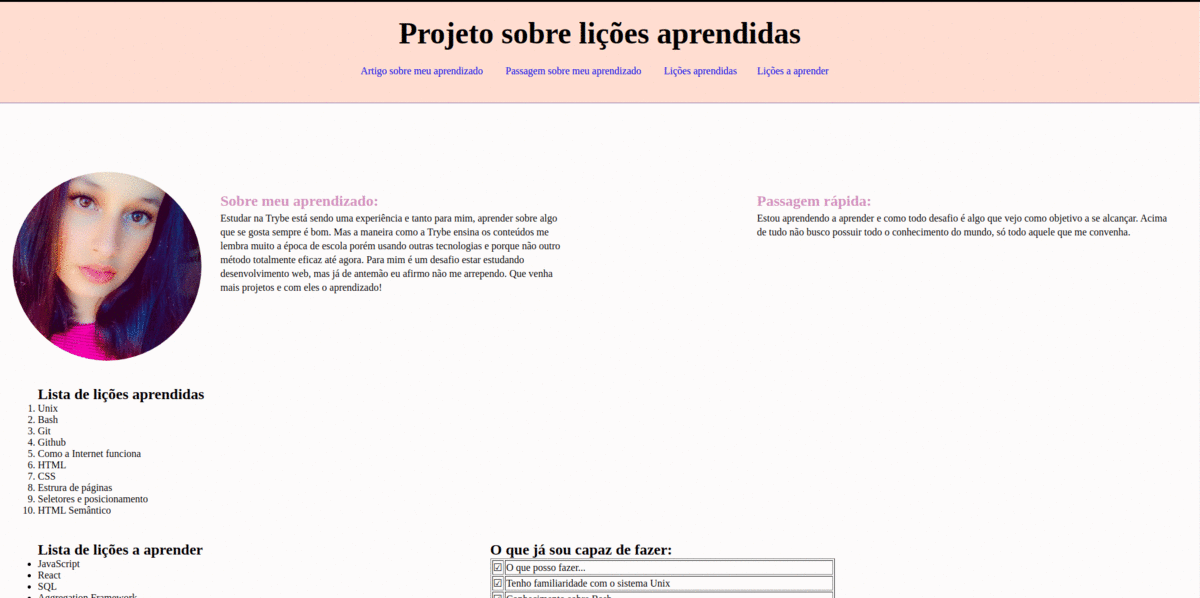 Projeto sobre lições aprendidas
Artigo sobre meu aprendizado Passagem sobre meu aprendizado Lições aprendidas Lições a aprender
Sobre meu aprendizado:
Estudar na Trybe está sendo uma experiência e tanto para mim, aprender sobre algo
que se gosta sempre é bom. Mas a maneira como a Trybe ensina os conteúdos me
lembra muito a época de escola porém usando outras tecnologias e porque não outro
método totalmente eficaz até agora. Para mim é um desafio estar estudando
desenvolvimento web, mas já de antemão eu afirmo não me arrependo. Que venha
mais projetos e com eles o aprendizado!
Passagem rápida:
Estou aprendendo a aprender e como todo desafio é algo que vejo como objetivo a se alcançar. Acima
de tudo não busco possuir todo o conhecimento do mundo, só todo aquele que me convenha.
Lista de lições aprendidas
1. Unix
2. Bash
3. Git
4. Github
5. Como a Internet funciona
6. HTML
7. CSS
8. Estrura de páginas
9. Seletores e posicionamento
10. HTML Semântico
Lista de lições a aprender
• JavaScript
• React
• SQL
• Aggregation Framework
O que já sou capaz de fazer:
☑ O que posso fazer...
☑ Tenho familiaridade com o sistema Unix
☑ Conhecimento sobre Bash